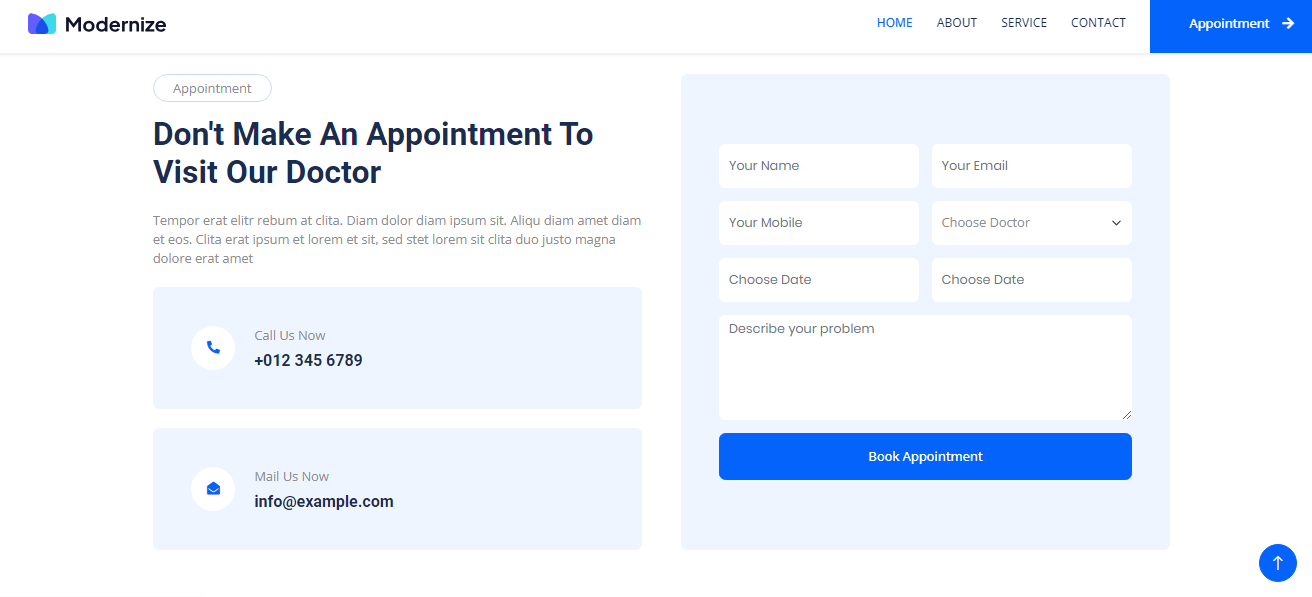 Modernize
HOME
ABOUT
SERVICE
CONTACT
Appointment
Appointment
Don't Make An Appointment To
Visit Our Doctor
Tempor erat elitr rebum at clita. Diam dolor diam ipsum sit. Aliqu diam amet diam
et eos. Clita erat ipsum et lorem et sit, sed stet lorem sit clita duo justo magna
dolore erat amet
Call Us Now
+012 345 6789
Mail Us Now
info@example.com
Your Name
Your Email
Your Mobile
Choose Doctor
Choose Date
Choose Date
Describe your problem
Book Appointment